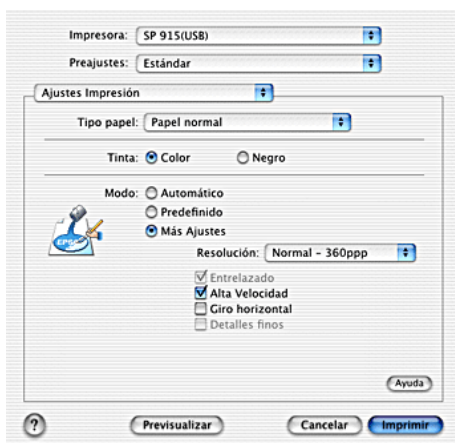 Impresora: SP 915(USB)
Preajustes: Estándar
Ajustes Impresión
Tipo papel: Papel normal
Tinta: Color Negro
Modo: Automático
Predefinido
Más Ajustes
Resolución: Normal - 360ppp
Entrelazado
Alta Velocidad
Giro horizontal
Detalles finos
EPSON
Ayuda
? Previsualizar Cancelar Imprimir